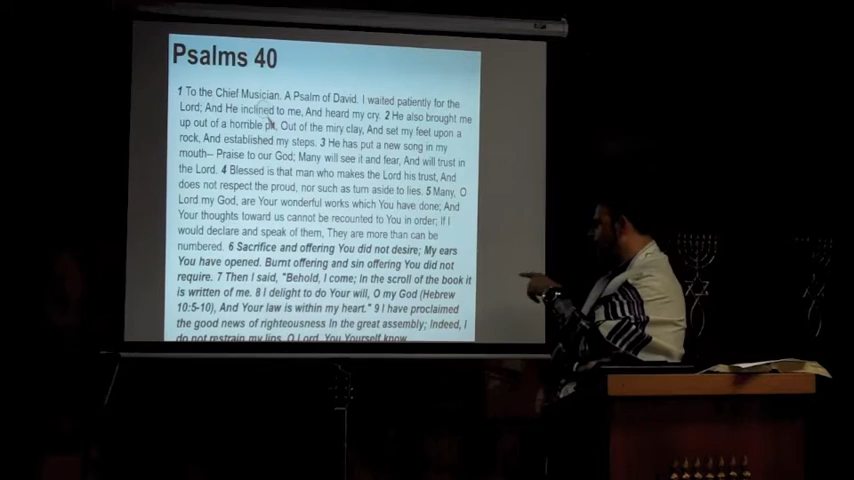 Psalms 40
1 To the Chief Musician. A Psalm of David. I waited patiently for the
Lord; And He inclined to me, And heard my cry. 2 He also brought me
up out of a horrible pit, Out of the miry clay, And set my feet upon a
rock, And established my steps. 3 He has put a new song in my
mouth– Praise to our God; Many will see it and fear, And will trust in
the Lord. 4 Blessed is that man who makes the Lord his trust, And
does not respect the proud, nor such as turn aside to lies. 5 Many, O
Lord my God, are Your wonderful works which You have done; And
Your thoughts toward us cannot be recounted to You in order; If I
would declare and speak of them, They are more than can be
numbered. 6 Sacrifice and offering You did not desire; My ears
You have opened. Burnt offering and sin offering You did not
require. 7 Then I said, "Behold, I come; In the scroll of the book it
is written of me. 8 I delight to do Your will, O my God (Hebrew
10:5-10), And Your law is within my heart." 9 I have proclaimed
the good news of righteousness In the great assembly; Indeed, I
do not restrain my lips, O Lord, You Yourself know.